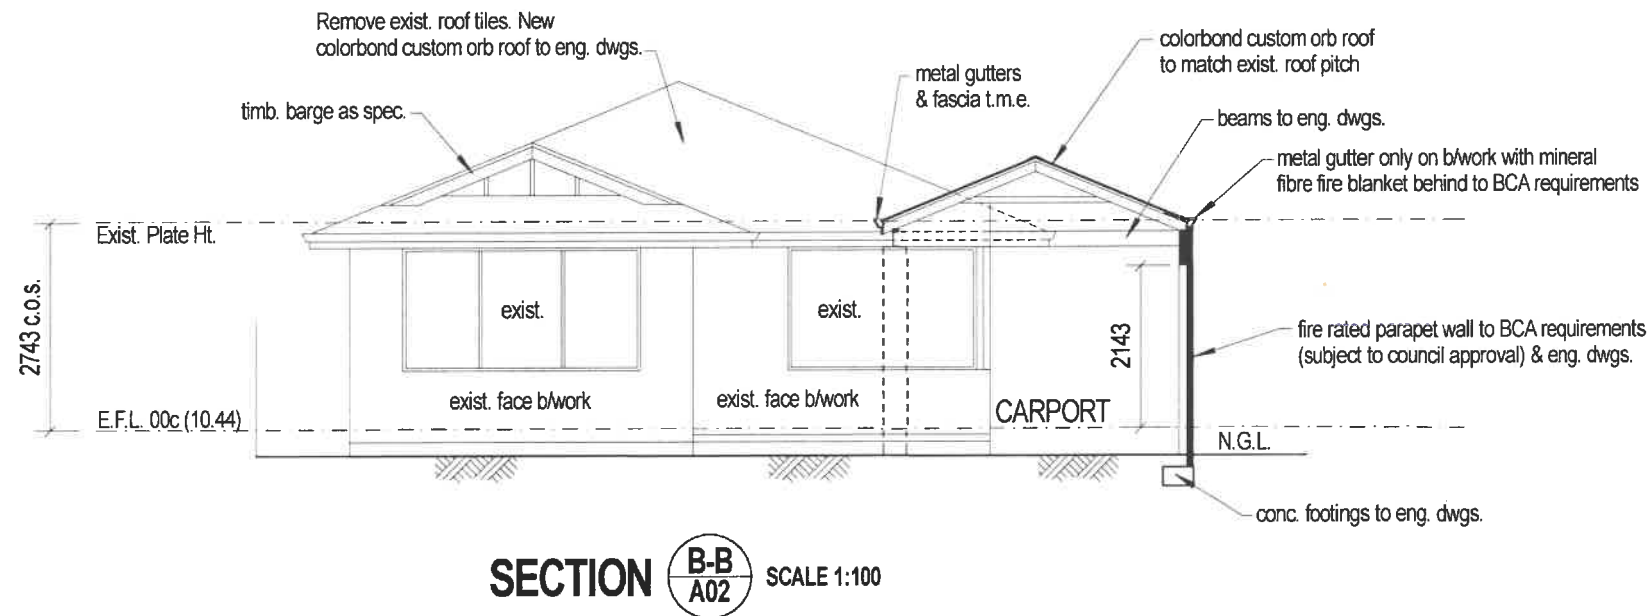 Remove exist. roof tiles. New
colorbond custom orb roof to eng. dwgs.
timb. barge as spec.
metal gutters
& fascia t.m.e.
colorbond custom orb roof
to match exist. roof pitch
beams to eng. dwgs.
metal gutter only on b/work with mineral
fibre fire blanket behind to BCA requirements
Exist. Plate Ht.
2743 c.o.s.
exist.
exist.
2143
fire rated parapet wall to BCA requirements
(subject to council approval) & eng. dwgs.
exist. face b/work
exist. face b/work
CARPORT
E.F.L. 00c (10.44)
N.G.L.
conc. footings to eng. dwgs.
SECTION B-B A02 SCALE 1:100